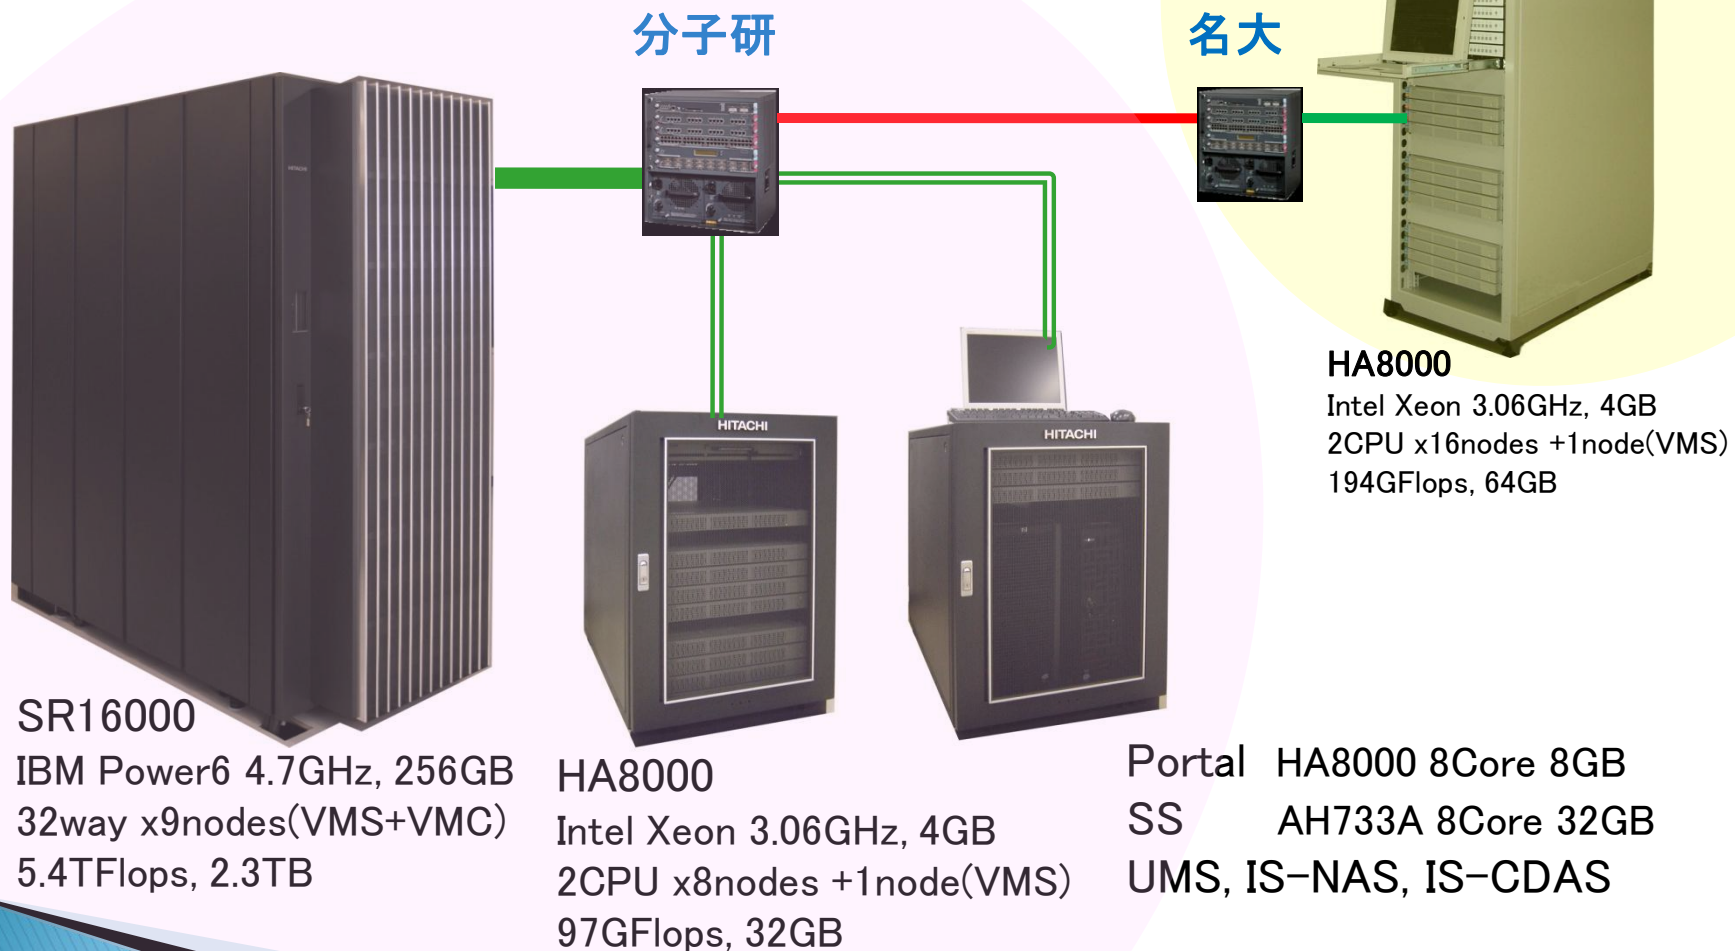 分子研
名大
HITACHI
HITACHI
HITACHI
HA8000
Intel Xeon 3.06GHz, 4GB
2CPU x16nodes +1node(VMS)
194GFlops, 64GB
SR16000
IBM Power6 4.7GHz, 256GB
32way x9nodes(VMS+VMC)
5.4TFlops, 2.3TB
HA8000
Intel Xeon 3.06GHz, 4GB
2CPU x8nodes +1node(VMS)
97GFlops, 32GB
Portal HA8000 8Core 8GB
SS AH733A 8Core 32GB
UMS, IS-NAS, IS-CDAS